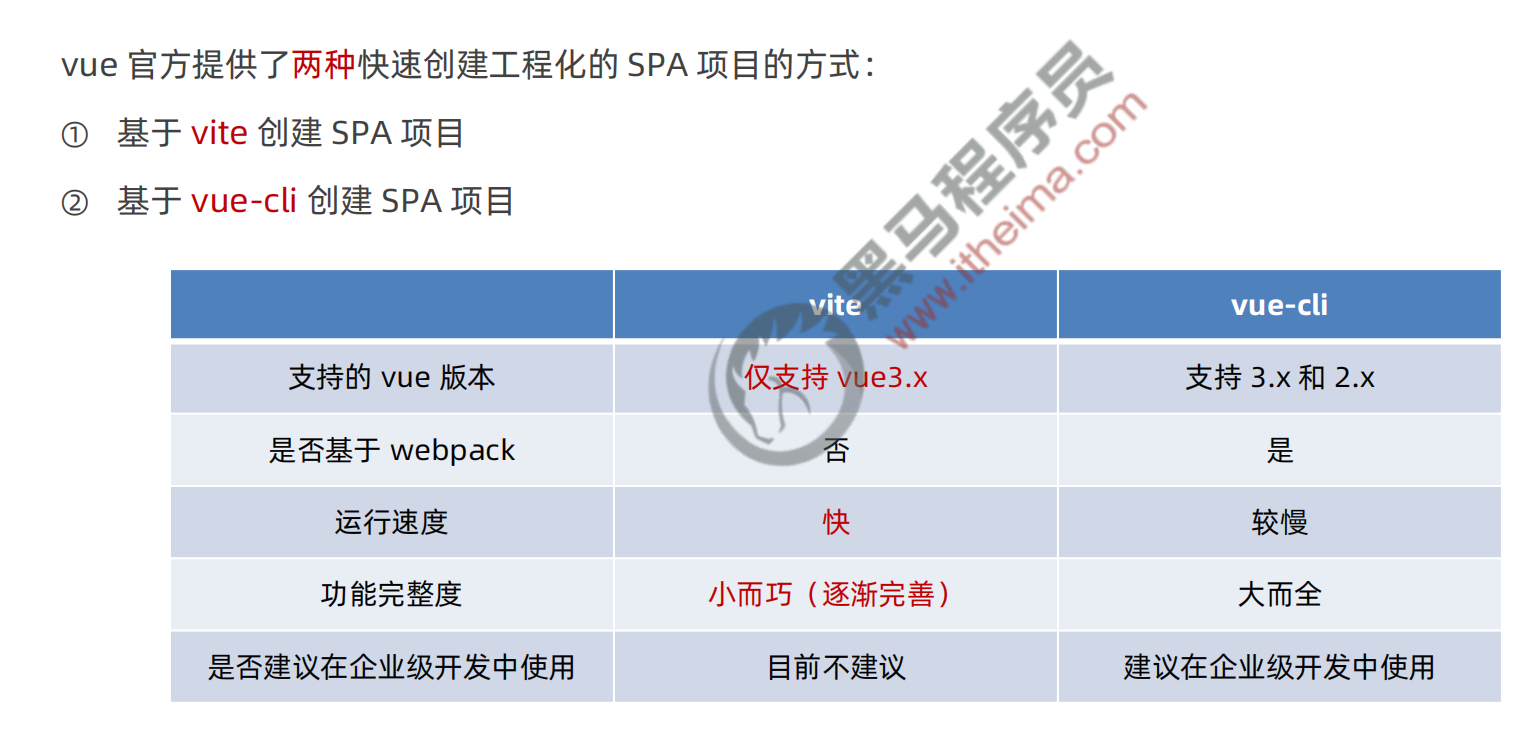 vue 官方提供了两种快速创建工程化的 SPA 项目的方式：
① 基于 vite 创建 SPA 项目
② 基于 vue-cli 创建 SPA 项目
黑马程序员
www.itheima.com
vite vue-cli
支持的 vue 版本 仅支持 vue3.x 支持 3.x 和 2.x
是否基于 webpack 否 是
运行速度 快 较慢
功能完整度 小而巧（逐渐完善） 大而全
是否建议在企业级开发中使用 目前不建议 建议在企业级开发中使用